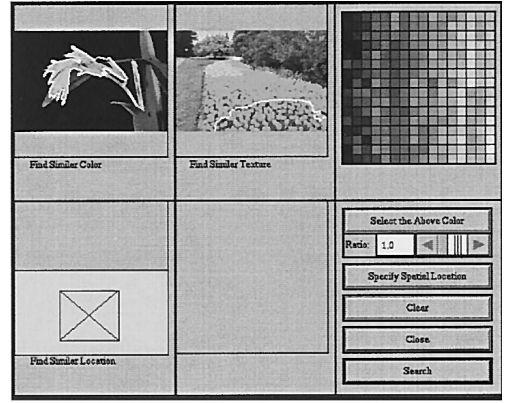 Find Similar Color
Find Similar Texture
Select the Above Color
Ratio: 1.0
Specify Spatial Location
Clear
Close
Find Similar Location
Search